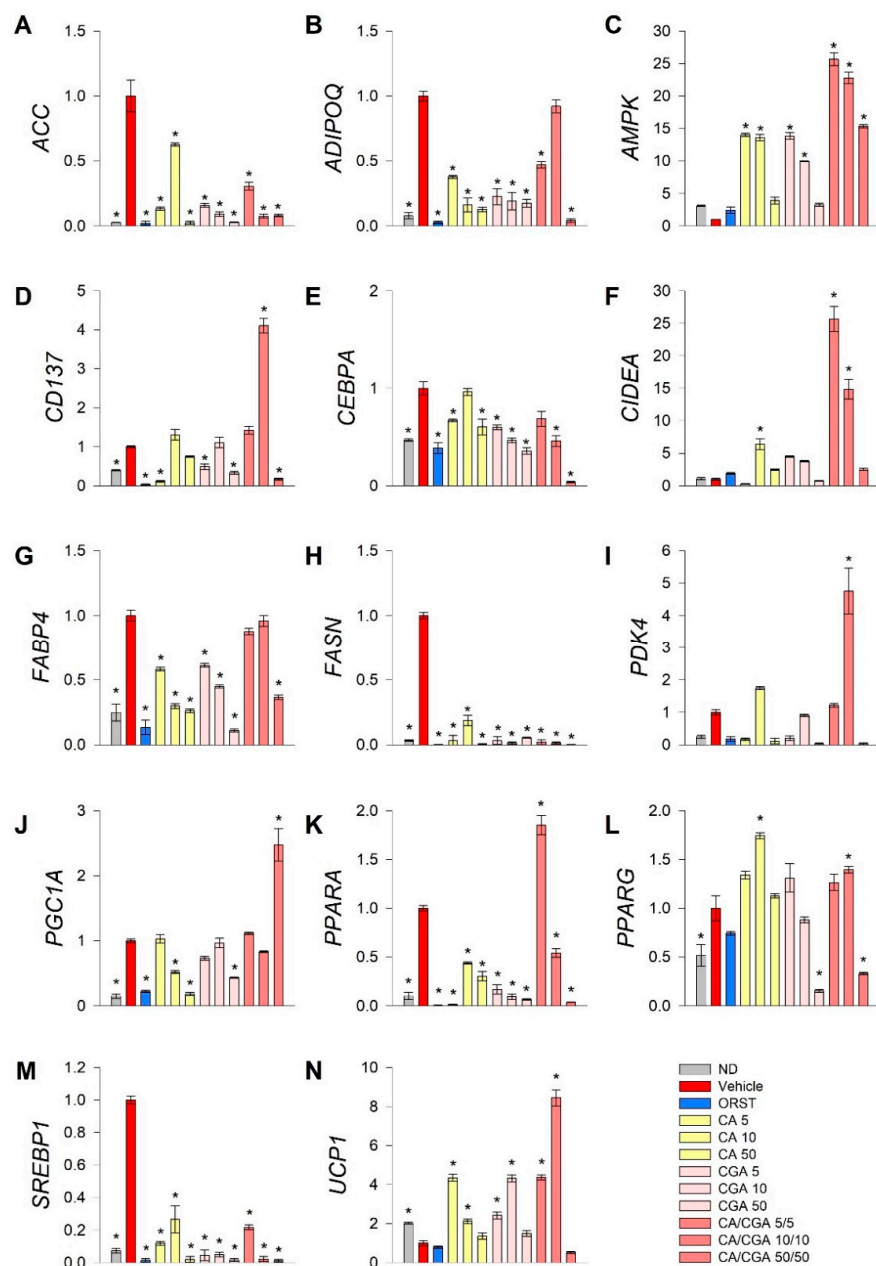 A
ACC
1.5
1.0
0.5
0.0
* * * * * * * * * * *
B
ADIPOQ
1.5
1.0
0.5
0.0
* * * * * * * * * *
C
AMPK
30
25
20
15
10
5
0
* * * * * * *
D
CD137
5
4
3
2
1
0
* * * * * * *
E
CEBPA
2
1
0
* * * * * * * *
F
CIDEA
30
25
20
15
10
5
0
* * *
G
FABP4
1.5
1.0
0.5
0.0
* * * * * * * * *
H
FASN
1.5
1.0
0.5
0.0
* * * * * * * * * *
I
PDK4
6
5
4
3
2
1
0
*
J
PGC1A
3
2
1
0
* * * * * *
K
PPARA
2.0
1.5
1.0
0.5
0.0
* * * * * * * * * *
L
PPARG
2.0
1.5
1.0
0.5
0.0
* * * * *
M
SREBP1
1.2
1.0
0.8
0.6
0.4
0.2
0.0
* * * * * * * * * * *
N
UCP1
10
8
6
4
2
0
* * * * * * *
ND
Vehicle
ORST
CA 5
CA 10
CA 50
CGA 5
CGA 10
CGA 50
CA/CGA 5/5
CA/CGA 10/10
CA/CGA 50/50